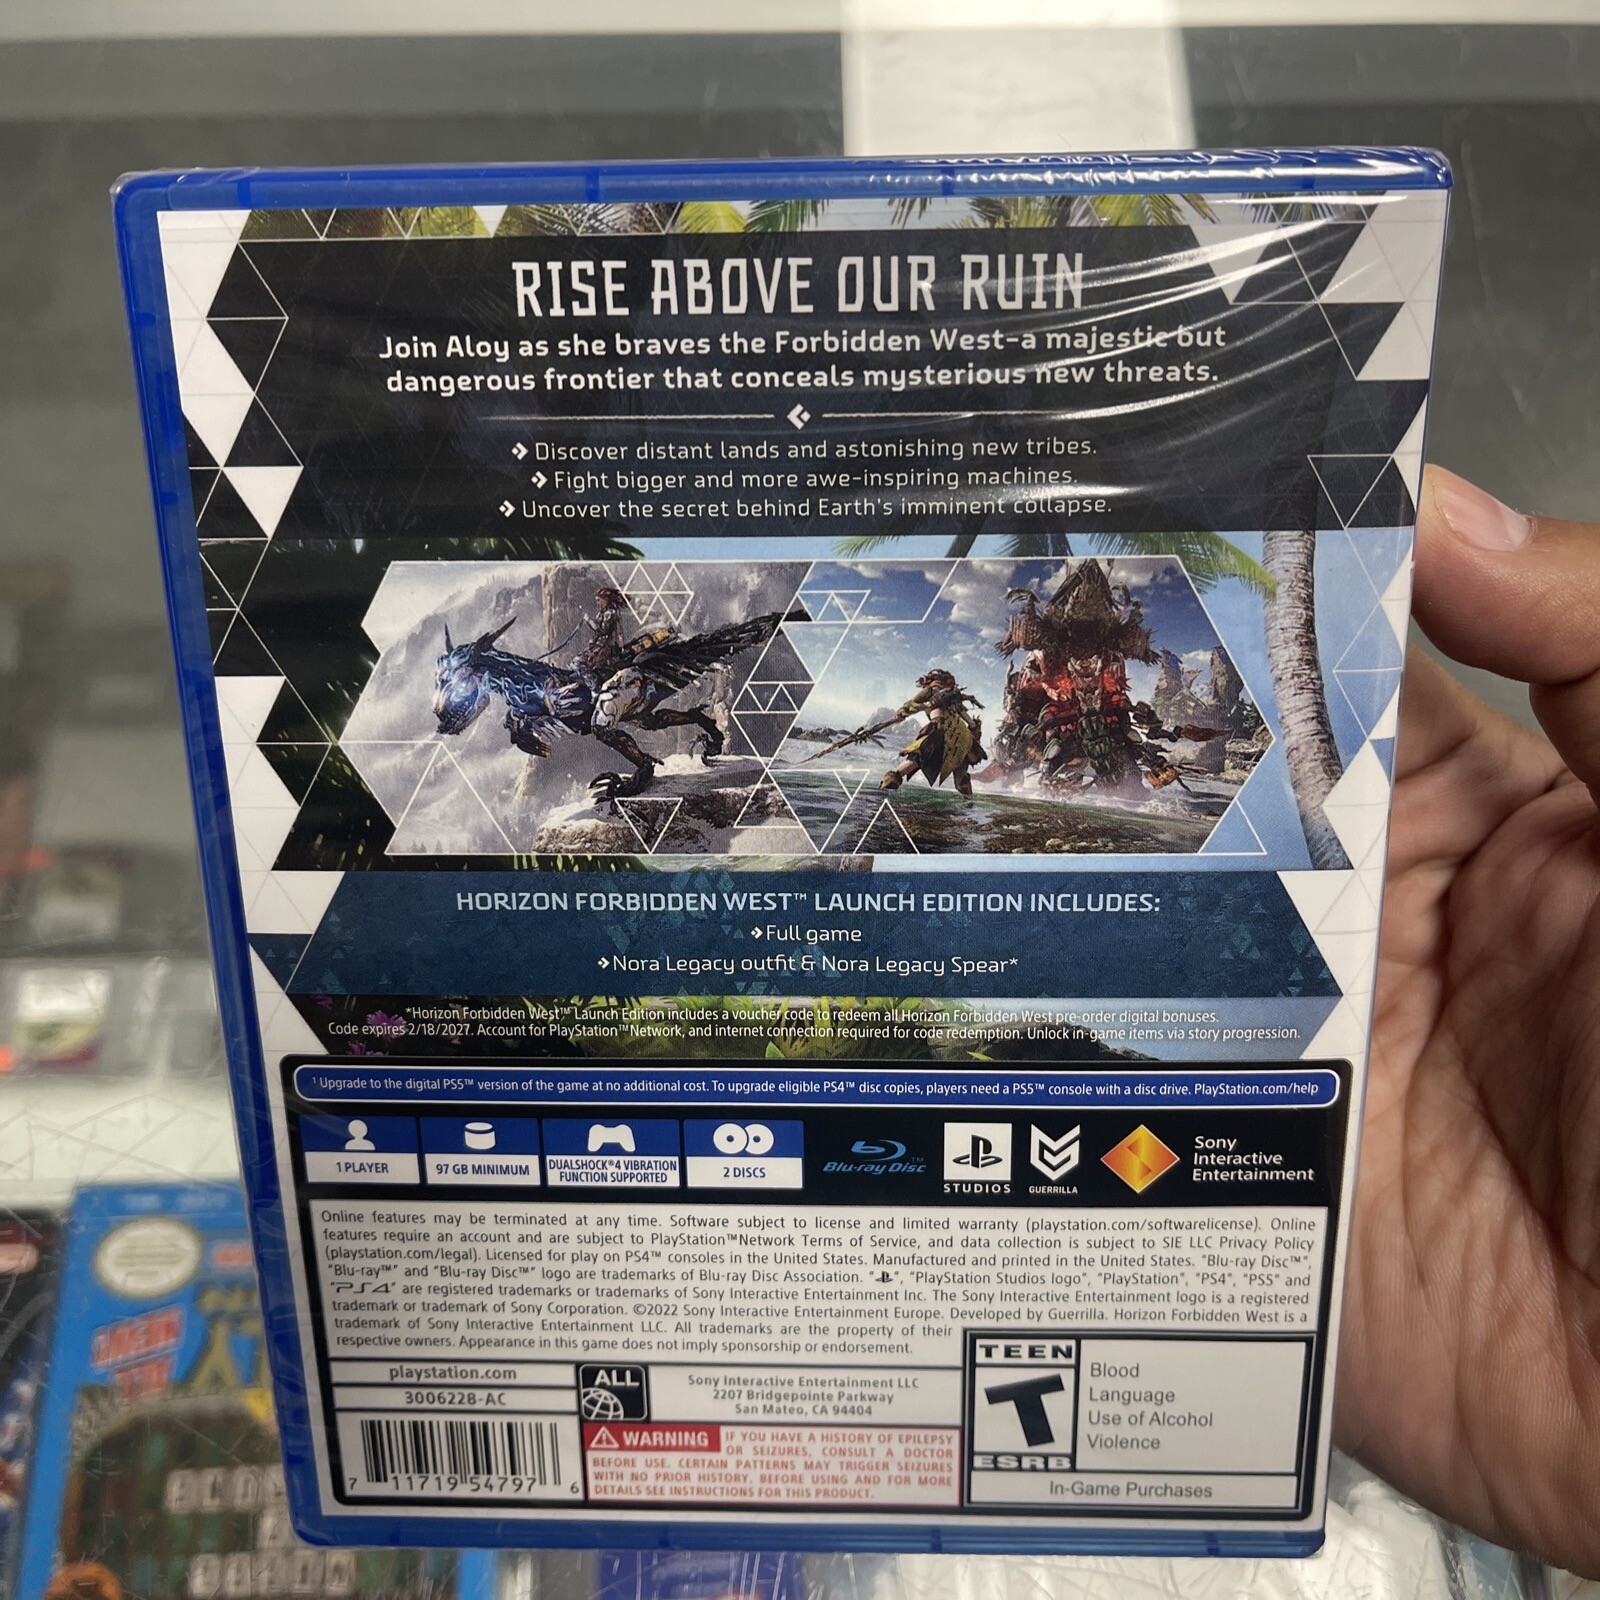 RISE ABOVE OUR RUIN
Join Aloy as she braves the Forbidden West–a majestic but
dangerous frontier that conceals mysterious new threats.
Discover distant lands and astonishing new tribes.
Fight bigger and more awe-inspiring machines.
Uncover the secret behind Earth's imminent collapse.
HORIZON FORBIDDEN WEST™ LAUNCH EDITION INCLUDES:
Full game
Nora Legacy outfit & Nora Legacy Spear*
*Horizon Forbidden West™ Launch Edition includes a voucher code to redeem all Horizon Forbidden West pre-order digital bonuses.
Code expires 2/18/2027. Account for PlayStation™Network, and internet connection required for code redemption. Unlock in-game items via story progression.
¹ Upgrade to the digital PS5™ version of the game at no additional cost. To upgrade eligible PS4™ disc copies, players need a PS5™ console with a disc drive. PlayStation.com/help
1 PLAYER
97 GB MINIMUM
DUALSHOCK®4 VIBRATION
FUNCTION SUPPORTED
2 DISCS
Blu-ray Disc™
STUDIOS
GUERRILLA
Sony
Interactive
Entertainment
Online features may be terminated at any time. Software subject to license and limited warranty (playstation.com/softwarelicense). Online
features require an account and are subject to PlayStation™Network Terms of Service, and data collection is subject to SIE LLC Privacy Policy
(playstation.com/legal). Licensed for play on PS4™ consoles in the United States. Manufactured and printed in the United States. "Blu-ray Disc™",
"Blu-ray™" and "Blu-ray Disc™" logo are trademarks of Blu-ray Disc Association. "", "PlayStation Studios logo", "PlayStation", "PS4", "PS5" and
"PS4" are registered trademarks or trademarks of Sony Interactive Entertainment Inc. The Sony Interactive Entertainment logo is a registered
trademark or trademark of Sony Corporation. ©2022 Sony Interactive Entertainment Europe. Developed by Guerrilla. Horizon Forbidden West is a
trademark of Sony Interactive Entertainment LLC. All trademarks are the property of their
respective owners. Appearance in this game does not imply sponsorship or endorsement.
playstation.com
3006228-AC
ALL
Sony Interactive Entertainment LLC
2207 Bridgepointe Parkway
San Mateo, CA 94404
WARNING IF YOU HAVE A HISTORY OF EPILEPSY
OR SEIZURES, CONSULT A DOCTOR
BEFORE USE. CERTAIN PATTERNS MAY TRIGGER SEIZURES
WITH NO PRIOR HISTORY. BEFORE USING AND FOR MORE
DETAILS SEE INSTRUCTIONS FOR THIS PRODUCT.
7 11719 54797 6
TEEN
T
ESRB
Blood
Language
Use of Alcohol
Violence
In-Game Purchases